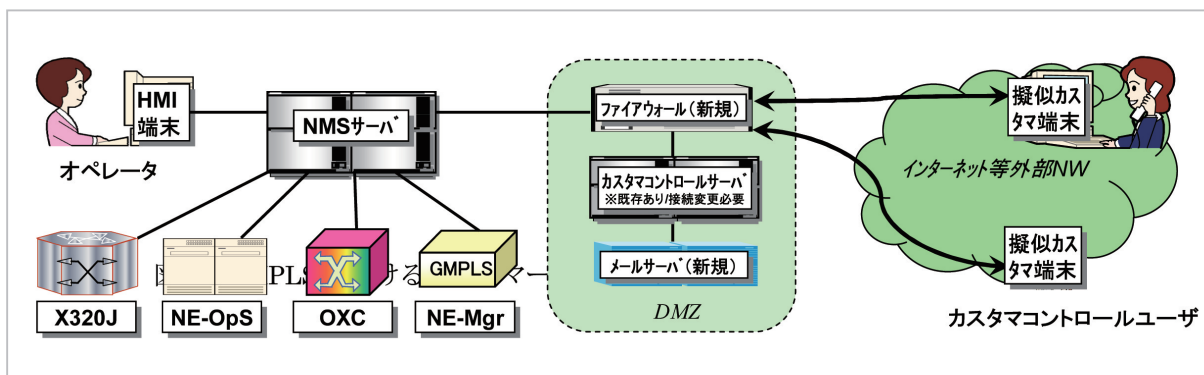 HMI
端末
オペレータ
NMSサーバ
X320J
NE-OpS
OXC
GMPLS
NE-Mgr
PLS
ける
マー
ファイアウォール(新規)
カスタマコントロールサーバ
※既存あり/接続変更必要
メールサーバ(新規)
DMZ
擬似カス
タマ端末
インターネット等外部NW
擬似カス
タマ端末
カスタマコントロールユーザ